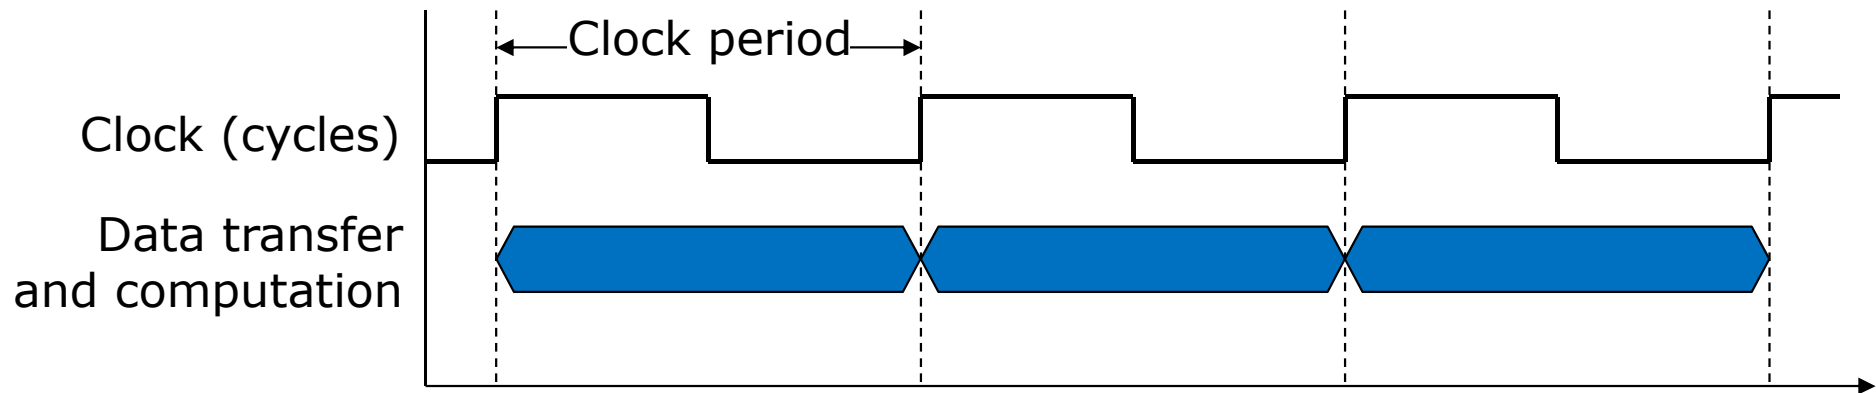 Clock period
Clock (cycles)
Data transfer
and computation